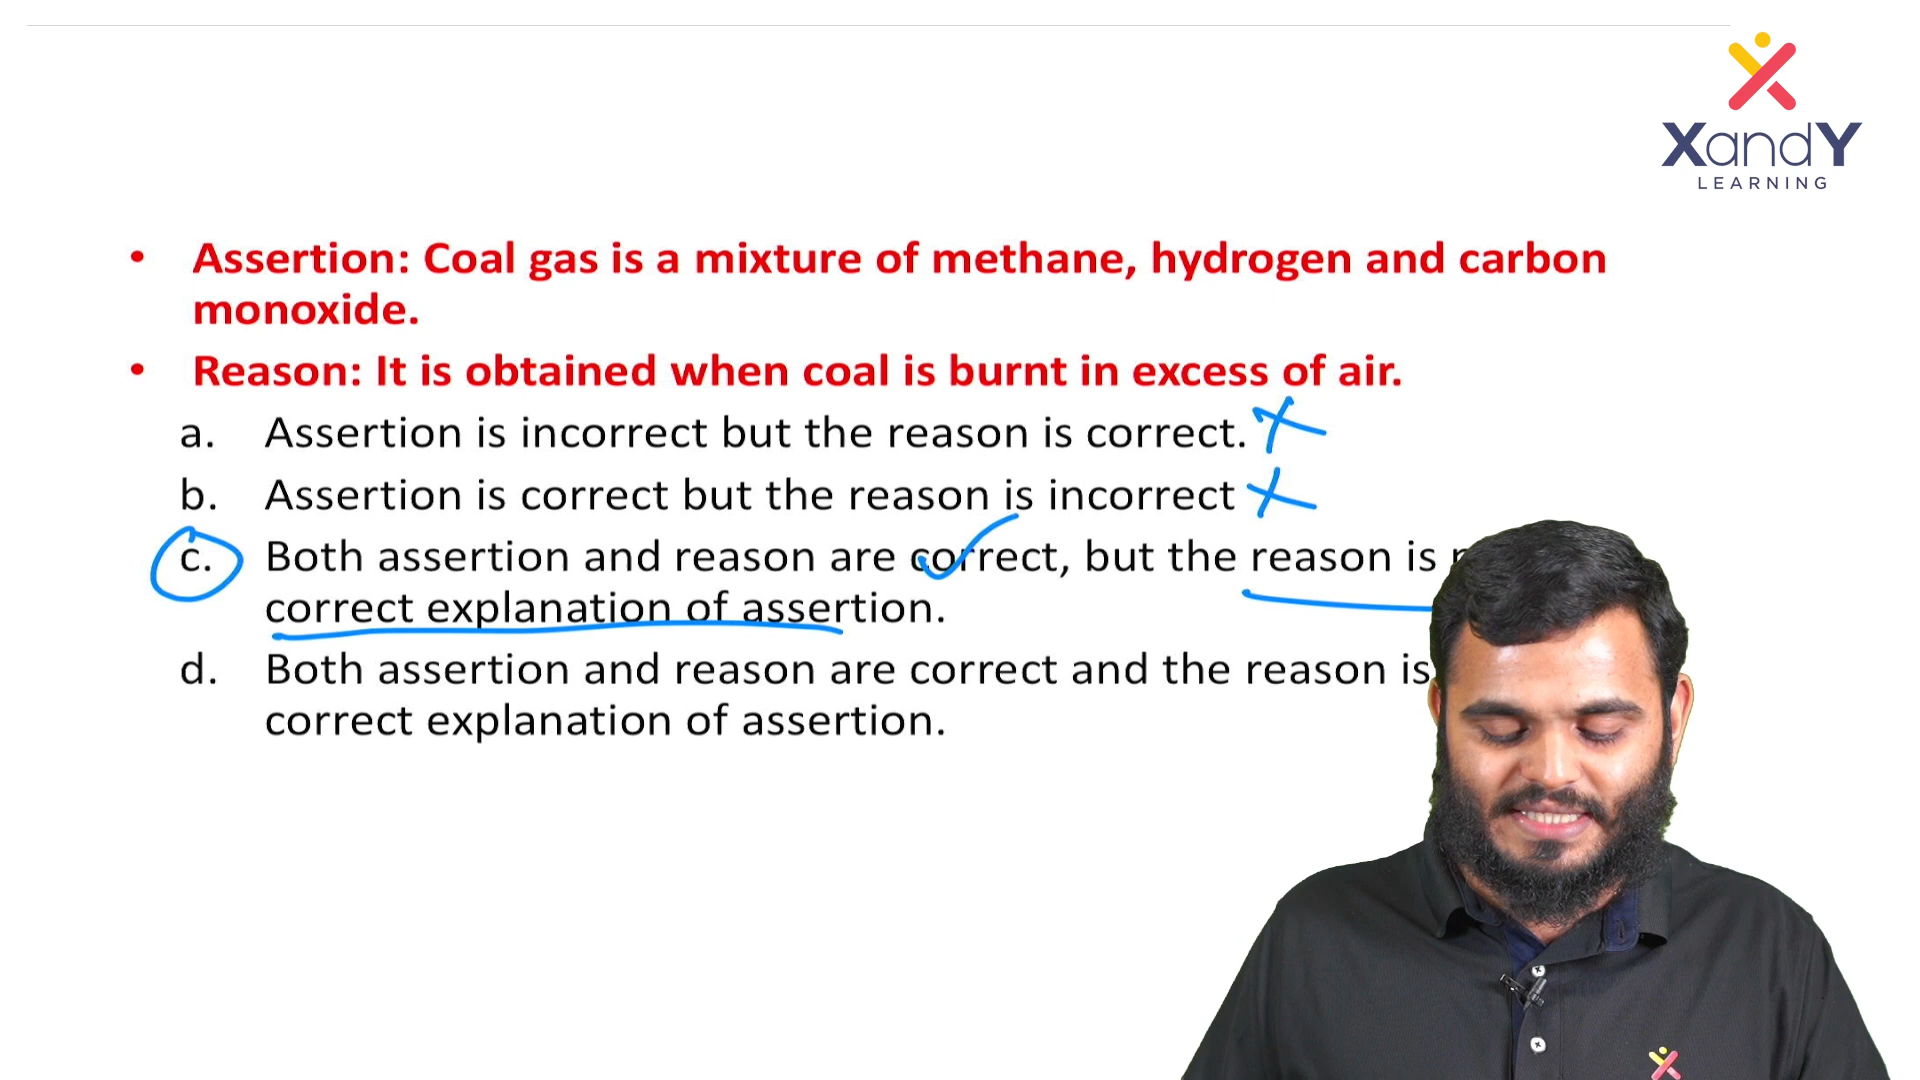 XandY
LEARNING
• Assertion: Coal gas is a mixture of methane, hydrogen and carbon
monoxide.
• Reason: It is obtained when coal is burnt in excess of air.
a. Assertion is incorrect but the reason is correct.
b. Assertion is correct but the reason is incorrect
c. Both assertion and reason are correct, but the reason is
correct explanation of assertion.
d. Both assertion and reason are correct and the reason is
correct explanation of assertion.